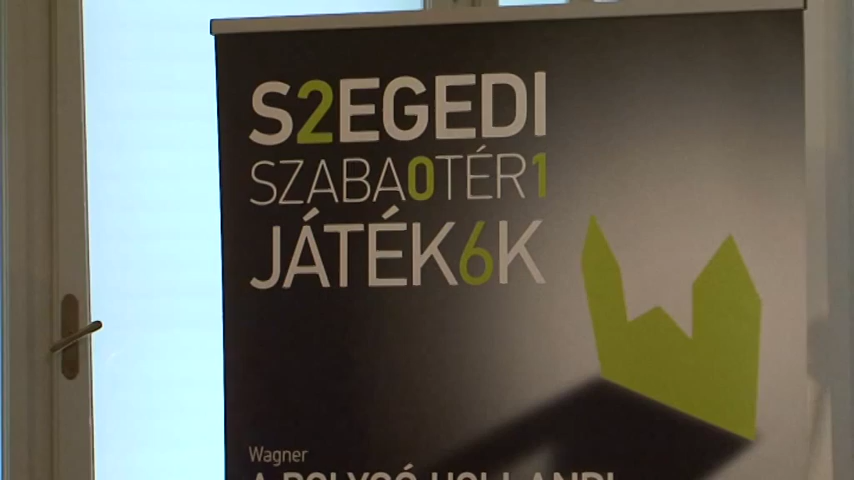 S2EGEDI
SZABA0TÉR1
JÁTÉK6K
Wagner
A BOLYGÓ HOLLANDI